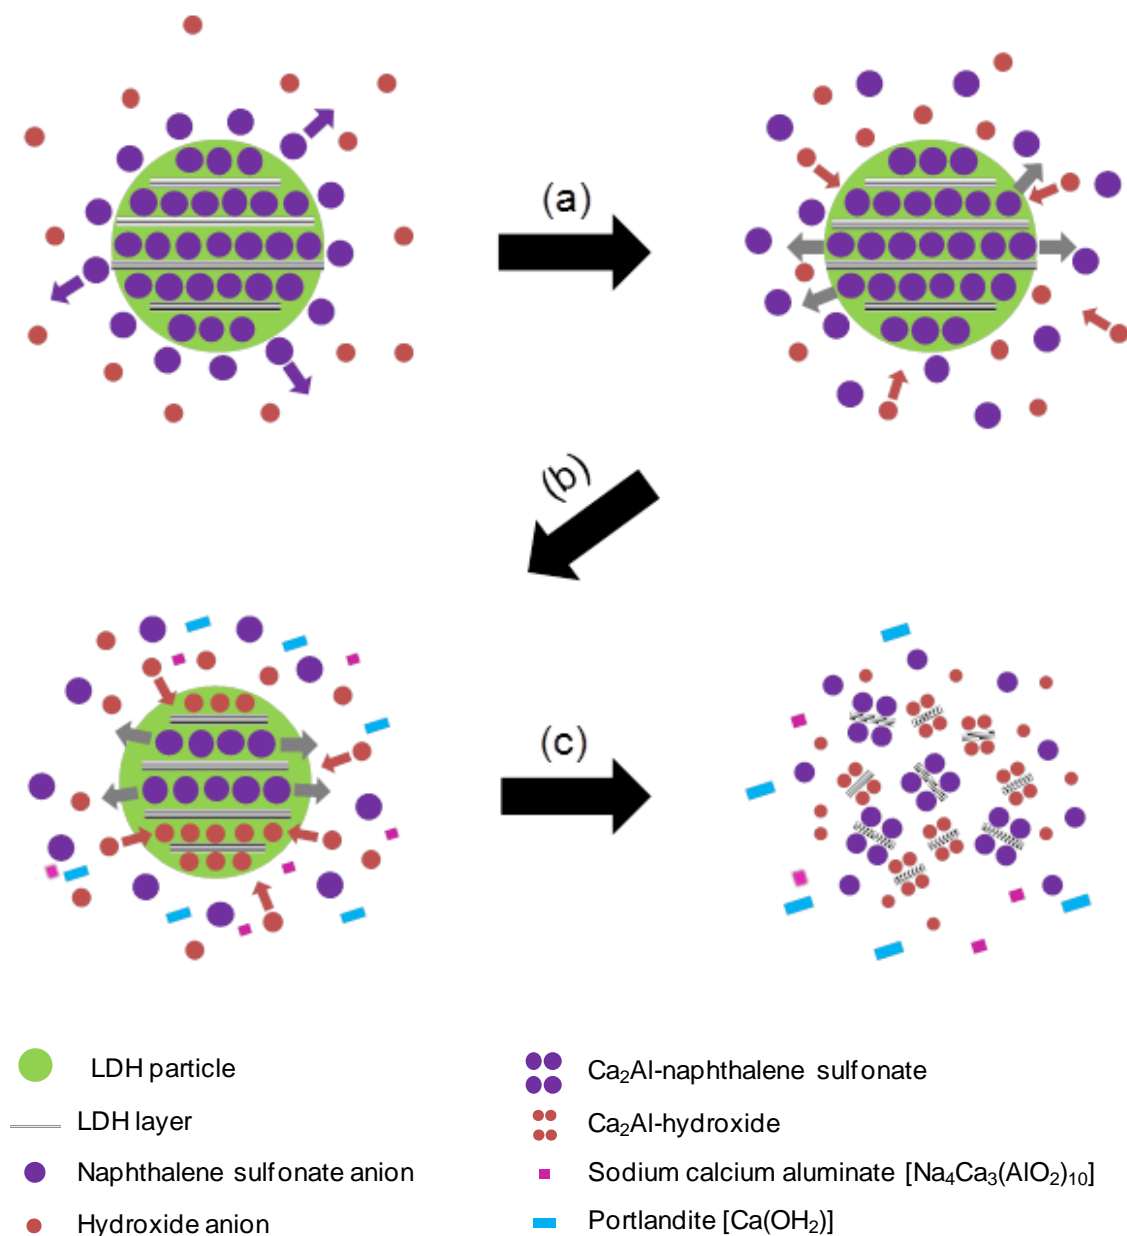 (a)
(b)
(c)
LDH particle
LDH layer
Naphthalene sulfonate anion
Hydroxide anion
Ca₂Al-naphthalene sulfonate
Ca₂Al-hydroxide
Sodium calcium aluminate [Na₄Ca₃(AlO₂)₁₀]
Portlandite [Ca(OH₂)]